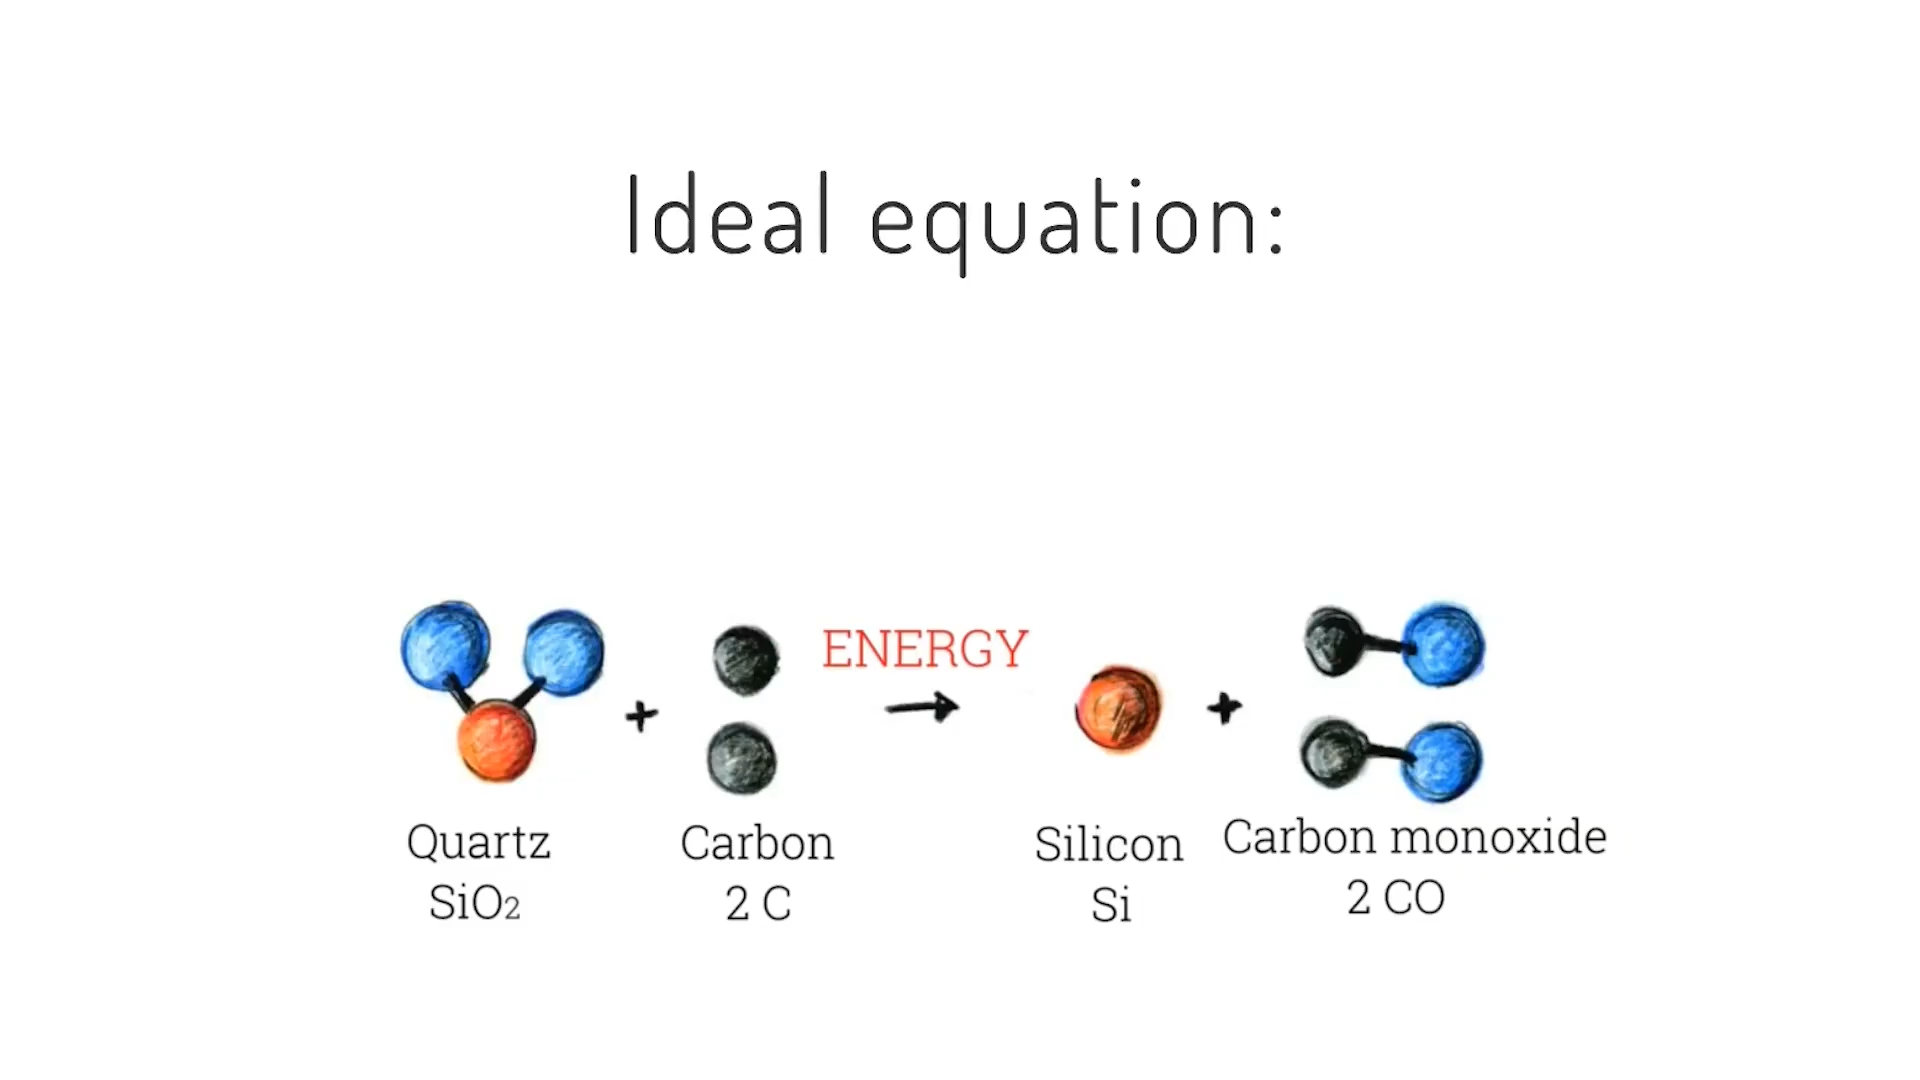 Ideal equation:
ENERGY
+ → +
Quartz
SiO₂
Carbon
2 C
Silicon
Si
Carbon monoxide
2 CO